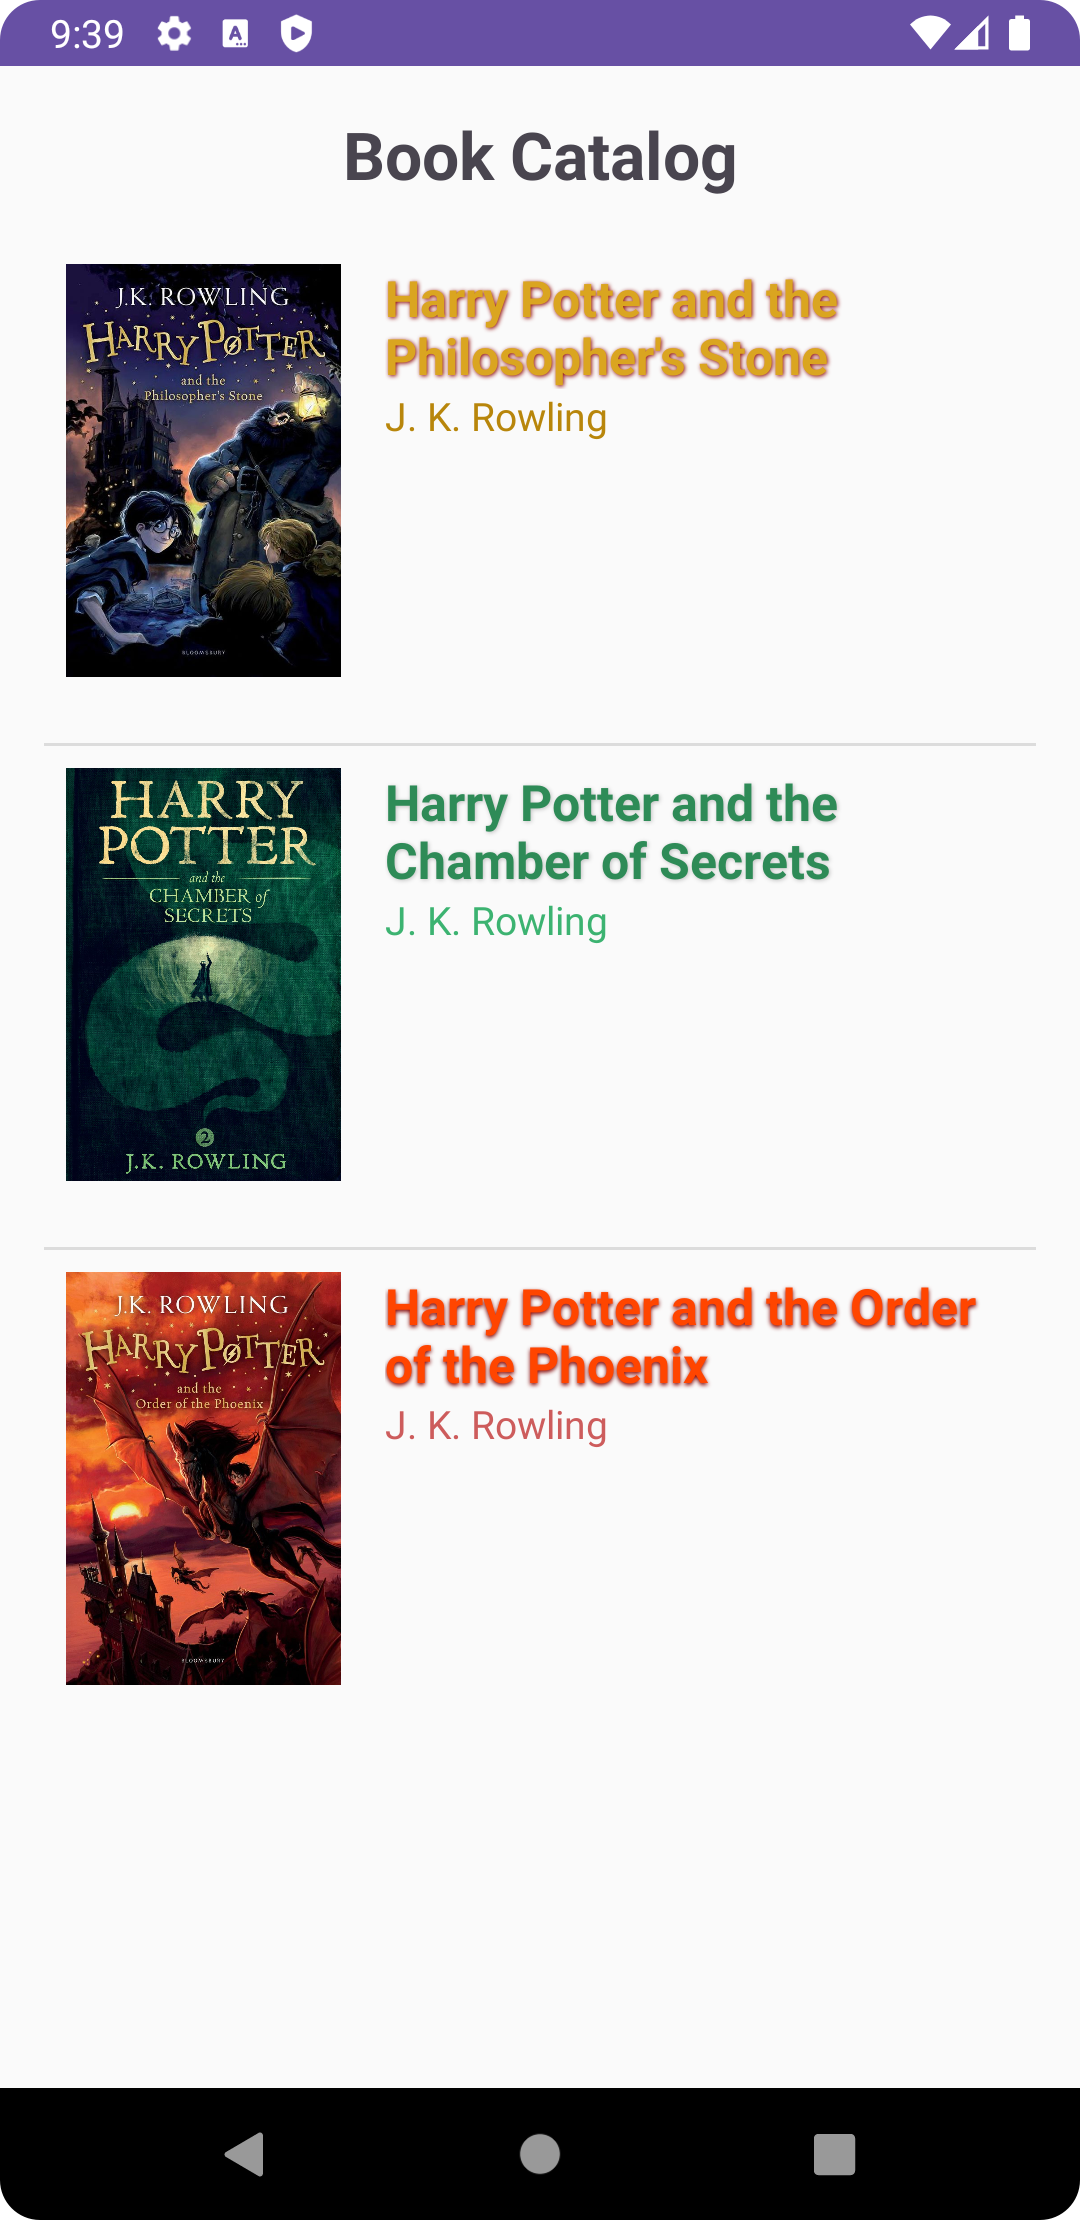 9:39
Book Catalog
J.K. ROWLING
HARRY POTTER
and the
Philosopher's Stone
BLOOMSBURY
Harry Potter and the
Philosopher's Stone
J. K. Rowling
HARRY
POTTER
and the
CHAMBER of
SECRETS
2
J.K. ROWLING
Harry Potter and the
Chamber of Secrets
J. K. Rowling
J.K. ROWLING
HARRY POTTER
and the
Order of the Phoenix
BLOOMSBURY
Harry Potter and the Order
of the Phoenix
J. K. Rowling